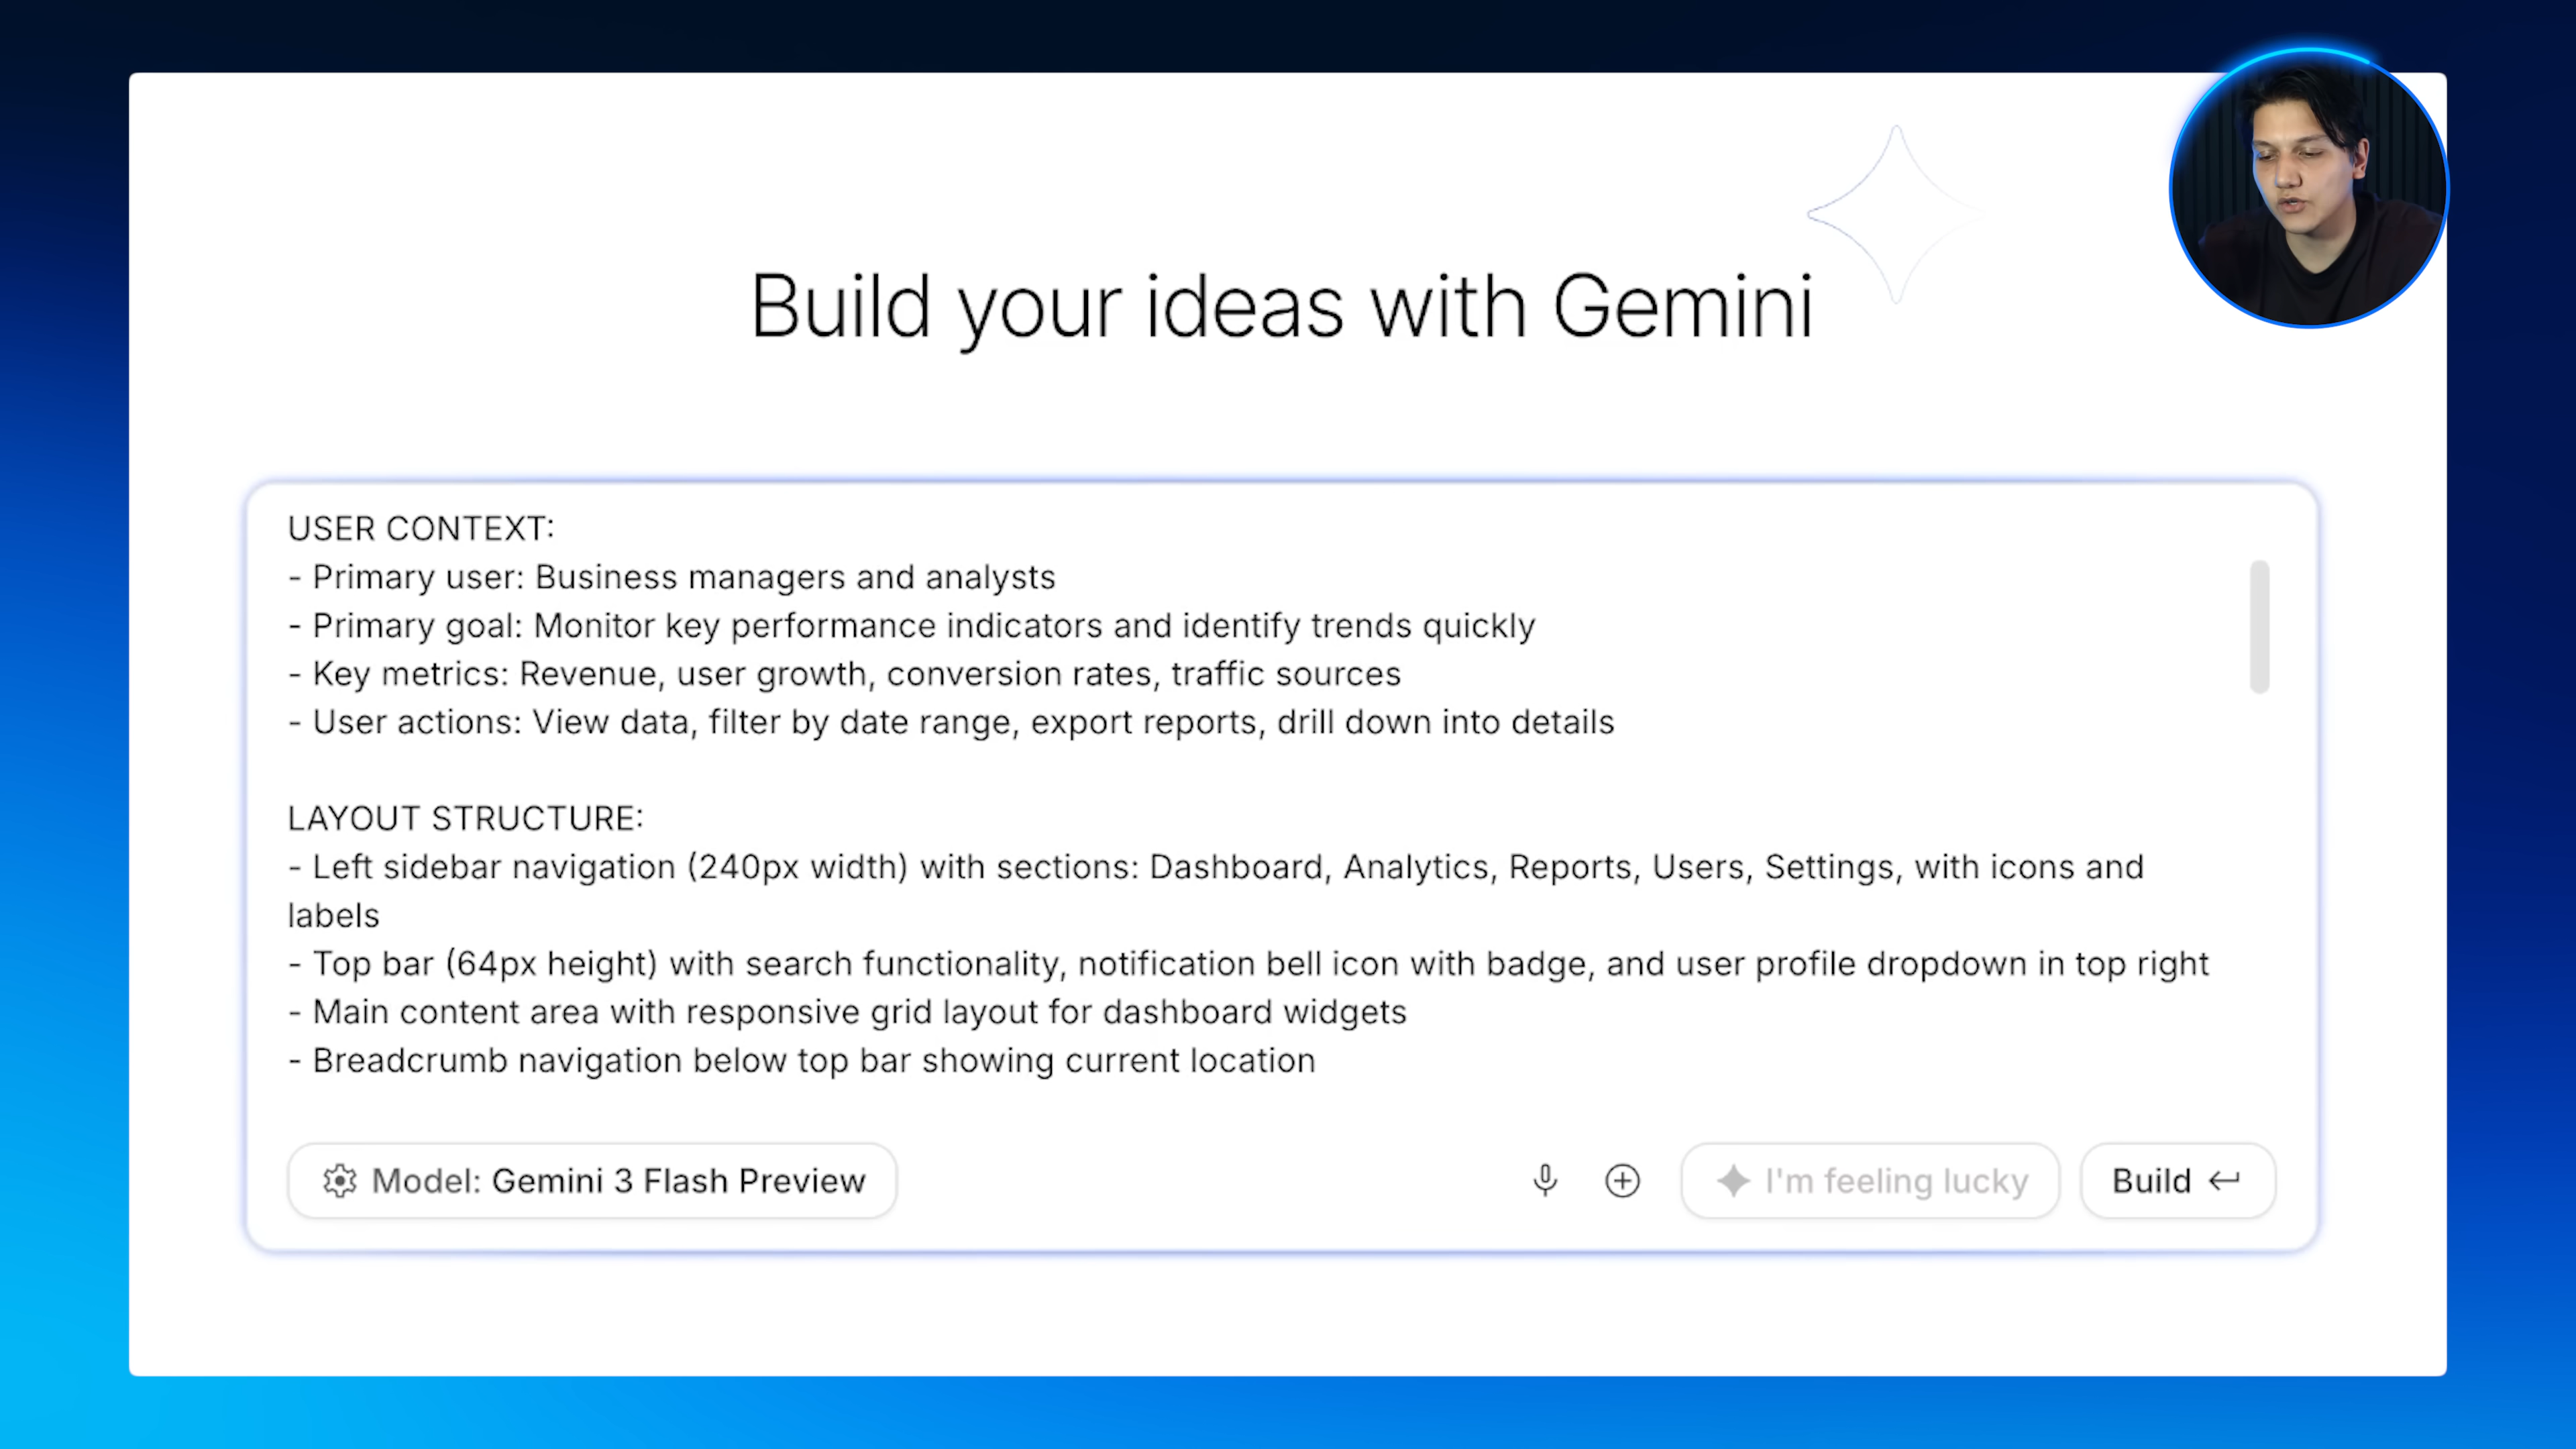 Build your ideas with Gemini
USER CONTEXT:
- Primary user: Business managers and analysts
- Primary goal: Monitor key performance indicators and identify trends quickly
- Key metrics: Revenue, user growth, conversion rates, traffic sources
- User actions: View data, filter by date range, export reports, drill down into details
LAYOUT STRUCTURE:
- Left sidebar navigation (240px width) with sections: Dashboard, Analytics, Reports, Users, Settings, with icons and
labels
- Top bar (64px height) with search functionality, notification bell icon with badge, and user profile dropdown in top right
- Main content area with responsive grid layout for dashboard widgets
- Breadcrumb navigation below top bar showing current location
Model: Gemini 3 Flash Preview
I'm feeling lucky
Build